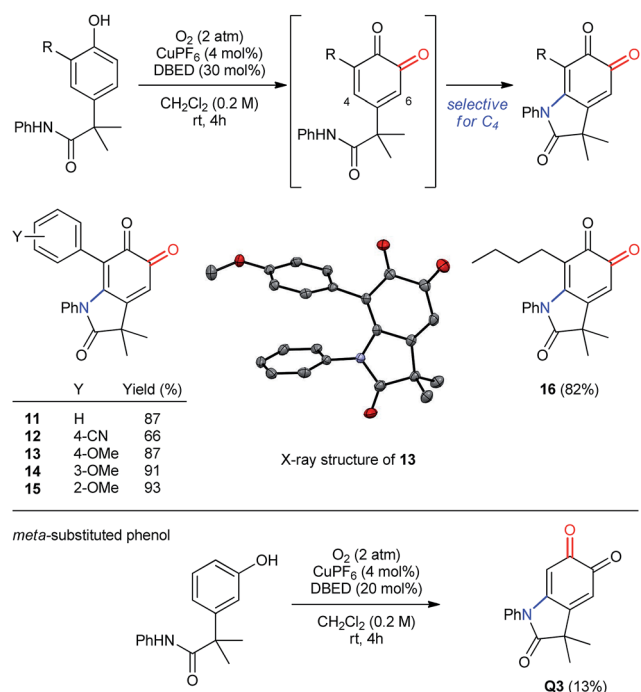 OH
R
PhHN
O
O₂ (2 atm)
CuPF₆ (4 mol%)
DBED (30 mol%)
CH₂Cl₂ (0.2 M)
rt, 4h
O
R
O
4
6
PhHN
O
selective
for C₄
O
R
O
PhN
O
Y
O
O
PhN
O
Y Yield (%)
11 H 87
12 4-CN 66
13 4-OMe 87
14 3-OMe 91
15 2-OMe 93
X-ray structure of 13
O
O
PhN
O
16 (82%)
meta-substituted phenol
OH
PhHN
O
O₂ (2 atm)
CuPF₆ (4 mol%)
DBED (20 mol%)
CH₂Cl₂ (0.2 M)
rt, 4h
O
O
PhN
O
Q3 (13%)